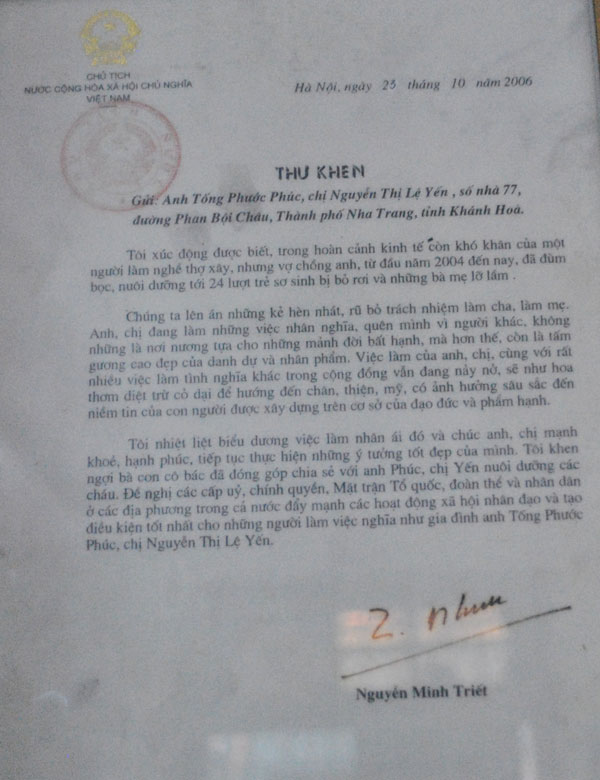 CHỦ TỊCH
NƯỚC CỘNG HÒA XÃ HỘI CHỦ NGHĨA
VIỆT NAM
Hà Nội, ngày 25 tháng 10 năm 2006
THƯ KHEN
Gửi: Anh Tống Phước Phúc, chị Nguyễn Thị Lệ Yến, số nhà 77,
đường Phan Bội Châu, Thành phố Nha Trang, tỉnh Khánh Hoà.
Tôi xúc động được biết, trong hoàn cảnh kinh tế còn khó khăn của một
người làm nghề thợ xây, nhưng vợ chồng anh, từ đầu năm 2004 đến nay, đã đùm
bọc, nuôi dưỡng tới 24 lượt trẻ sơ sinh bị bỏ rơi và những bà mẹ lỡ lầm.
Chúng ta lên án những kẻ hèn nhát, rũ bỏ trách nhiệm làm cha, làm mẹ.
Anh, chị đang làm những việc nhân nghĩa, quên mình vì người khác, không
những là nơi nương tựa cho những mảnh đời bất hạnh, mà hơn thế, còn là tấm
gương cao đẹp của danh dự và nhân phẩm. Việc làm của anh, chị, cùng với rất
nhiều việc làm tình nghĩa khác trong cộng đồng vẫn đang nảy nở, sẽ như hoa
thơm diệt trừ cỏ dại để hướng đến chân, thiện, mỹ, có ảnh hưởng sâu sắc đến
niềm tin của con người được xây dựng trên cơ sở của đạo đức và phẩm hạnh.
Tôi nhiệt liệt biểu dương việc làm nhân ái đó và chúc anh, chị mạnh
khoẻ, hạnh phúc, tiếp tục thực hiện những ý tưởng tốt đẹp của mình. Tôi khen
ngợi bà con cô bác đã đóng góp chia sẻ với anh Phúc, chị Yến nuôi dưỡng các
cháu. Đề nghị các cấp uỷ, chính quyền, Mặt trận Tổ quốc, đoàn thể và nhân dân
ở các địa phương trong cả nước đẩy mạnh các hoạt động xã hội nhân đạo và tạo
điều kiện tốt nhất cho những người làm việc nghĩa như gia đình anh Tống Phước
Phúc, chị Nguyễn Thị Lệ Yến.
Nguyễn Minh Triết